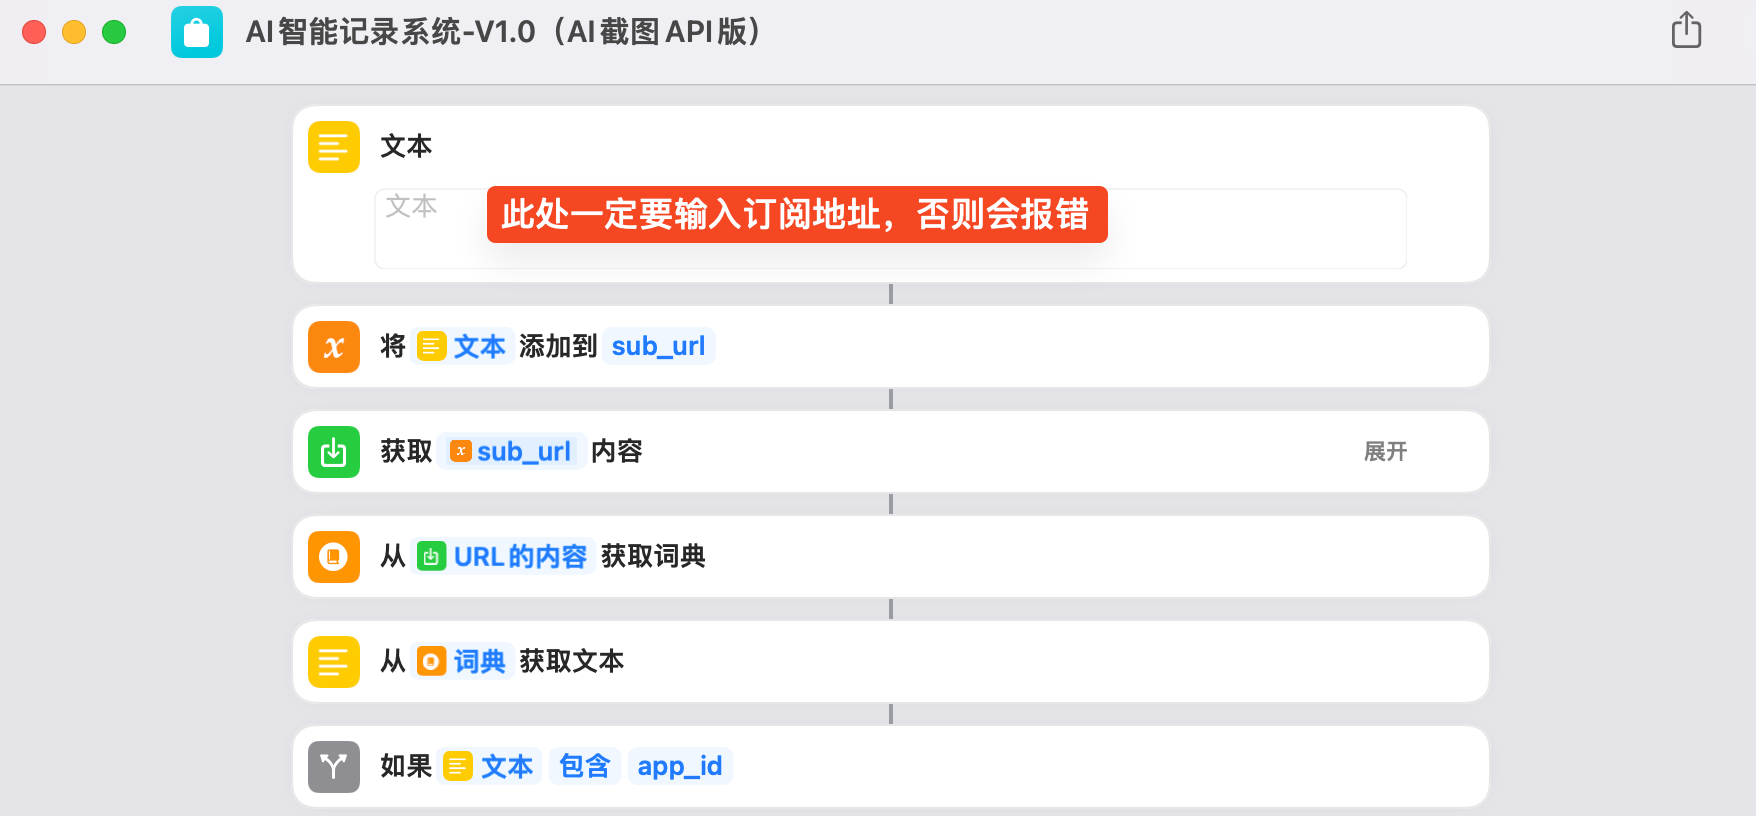 AI智能记录系统-V1.0（AI截图API版）
文本
文本
此处一定要输入订阅地址，否则会报错
将 文本 添加到 sub_url
获取 x sub_url 内容 展开
从 URL的内容 获取词典
从 词典 获取文本
如果 文本 包含 app_id